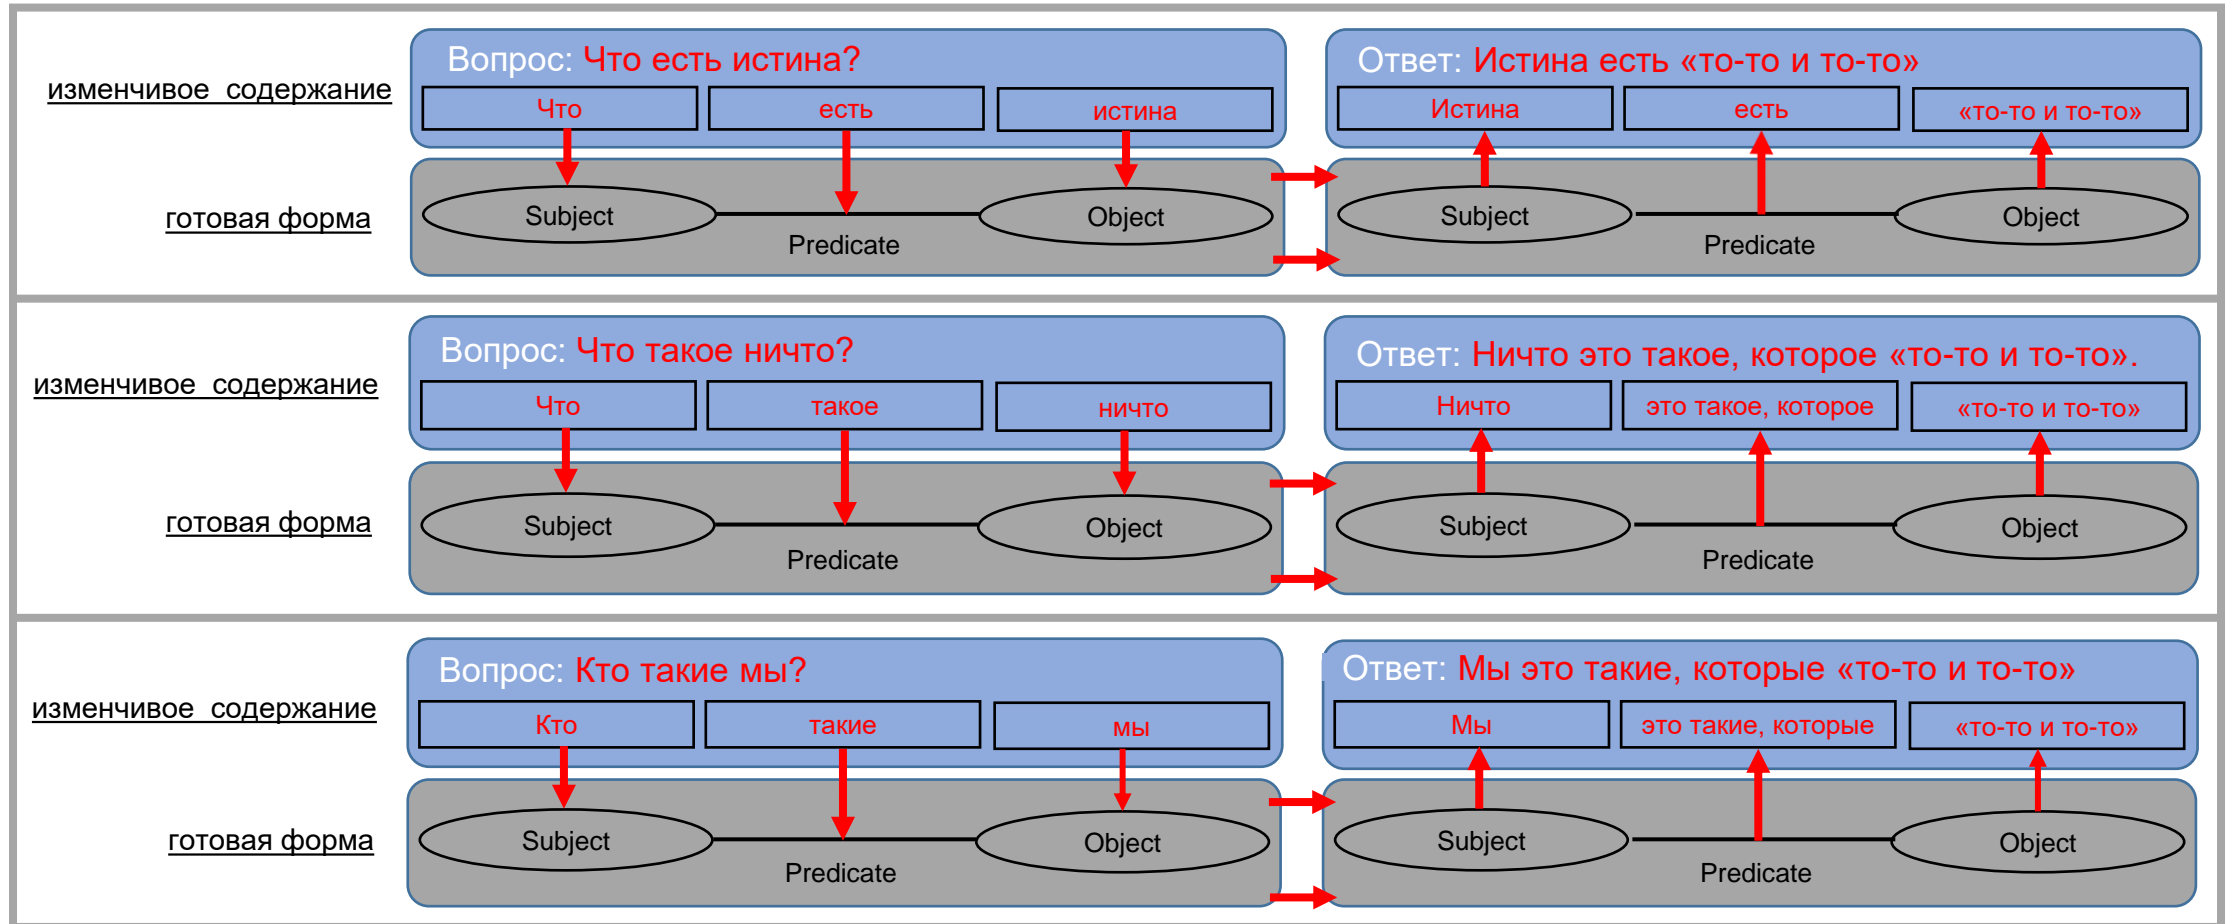 Вопрос: Что есть истина?
Ответ: Истина есть «то-то и то-то»
изменчивое содержание
Что
есть
истина
Истина
есть
«то-то и то-то»
готовая форма
Subject
Predicate
Object
Subject
Predicate
Object
Вопрос: Что такое ничто?
Ответ: Ничто это такое, которое «то-то и то-то».
изменчивое содержание
Что
такое
ничто
Ничто
это такое, которое
«то-то и то-то»
готовая форма
Subject
Predicate
Object
Subject
Predicate
Object
Вопрос: Кто такие мы?
Ответ: Мы это такие, которые «то-то и то-то»
изменчивое содержание
Кто
такие
мы
Мы
это такие, которые
«то-то и то-то»
готовая форма
Subject
Predicate
Object
Subject
Predicate
Object